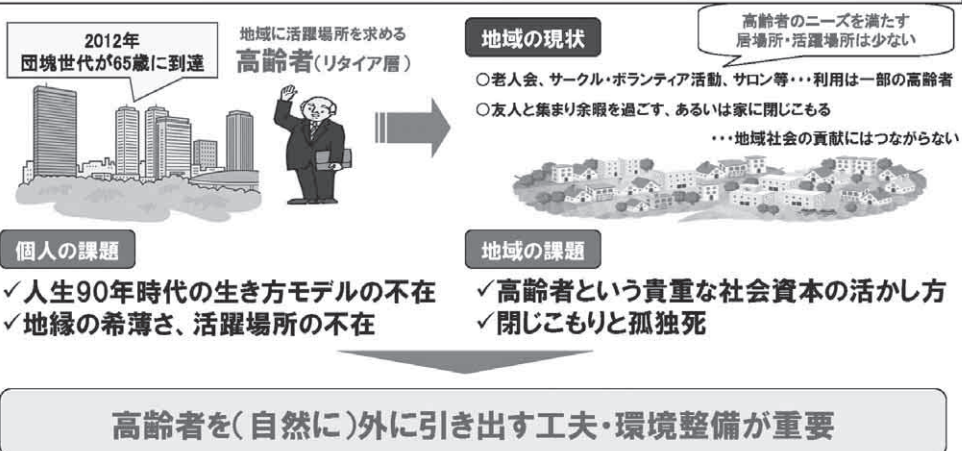 2012年
団塊世代が65歳に到達
地域に活躍場所を求める
高齢者(リタイア層)
地域の現状
高齢者のニーズを満たす
居場所・活躍場所は少ない
○老人会、サークル・ボランティア活動、サロン等・・・利用は一部の高齢者
○友人と集まり余暇を過ごす、あるいは家に閉じこもる
・・・地域社会の貢献にはつながらない
個人の課題
✓人生90年時代の生き方モデルの不在
✓地縁の希薄さ、活躍場所の不在
地域の課題
✓高齢者という貴重な社会資本の活かし方
✓閉じこもりと孤独死
高齢者を(自然に)外に引き出す工夫・環境整備が重要